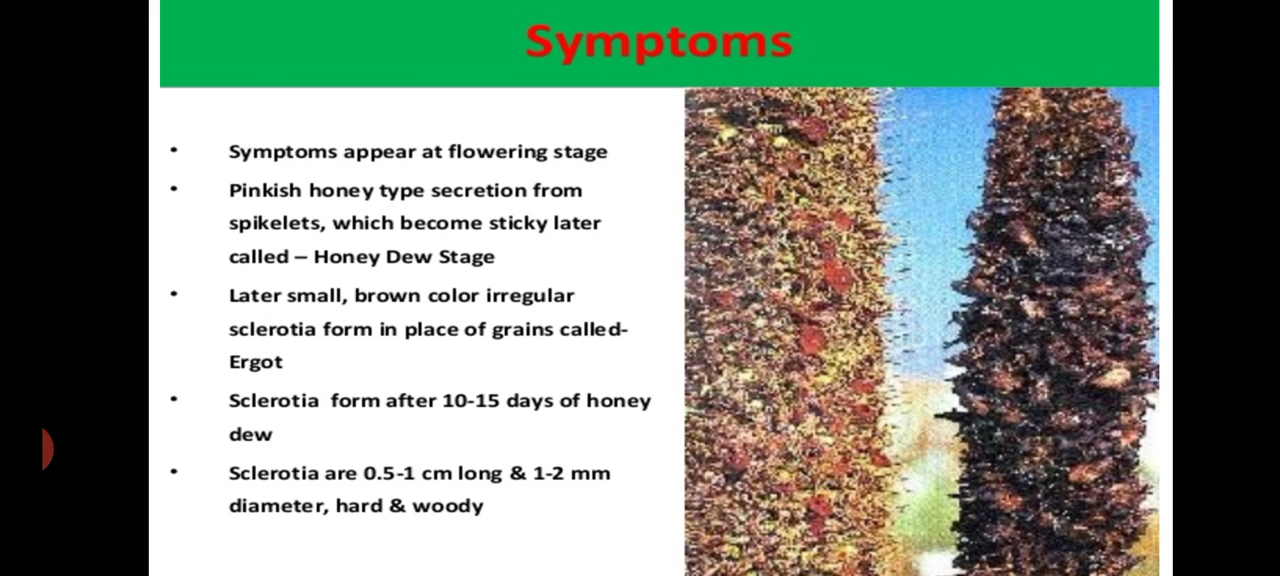 Symptoms
• Symptoms appear at flowering stage
• Pinkish honey type secretion from
spikelets, which become sticky later
called – Honey Dew Stage
• Later small, brown color irregular
sclerotia form in place of grains called-
Ergot
• Sclerotia form after 10-15 days of honey
dew
• Sclerotia are 0.5-1 cm long & 1-2 mm
diameter, hard & woody